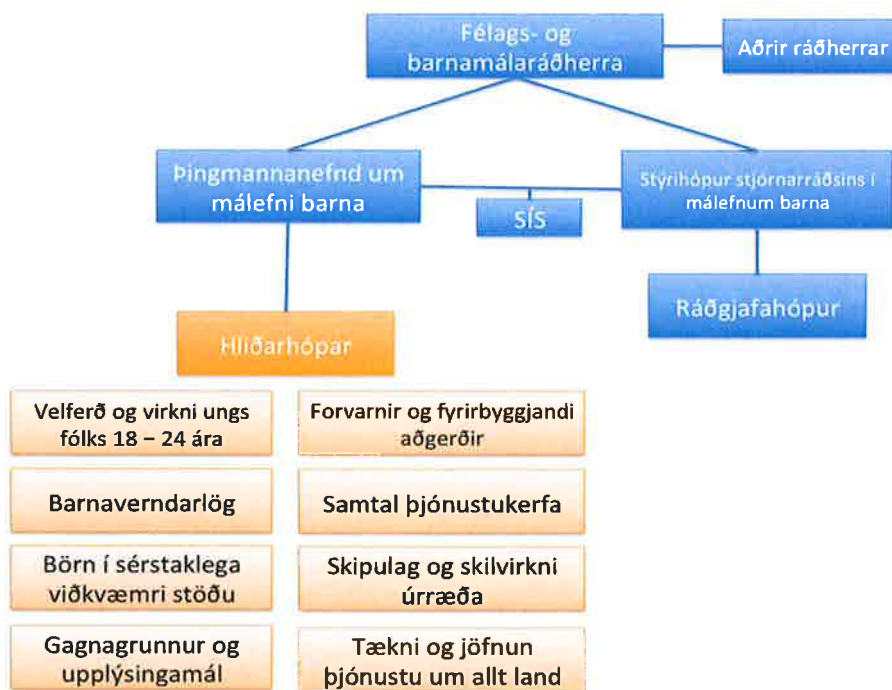 Félags- og
barnamálaráðherra
Aðrir ráðherrar
Þingmannanefnd um
málefni barna
SÍS
Stýrihópur stjórnarráðsins í
málefnum barna
Ráðgjafahópur
Hliðarhópar
Velferð og virkni ungs
fólks 18 – 24 ára
Forvarnir og fyrirbyggjandi
aðgerðir
Barnaverndarlög
Samtal þjónustukerfa
Börn í sérstaklega
viðkvæmri stöðu
Skipulag og skilvirkni
úrræða
Gagnagrunnur og
upplýsingamál
Tækni og jöfnun
þjónustu um allt land